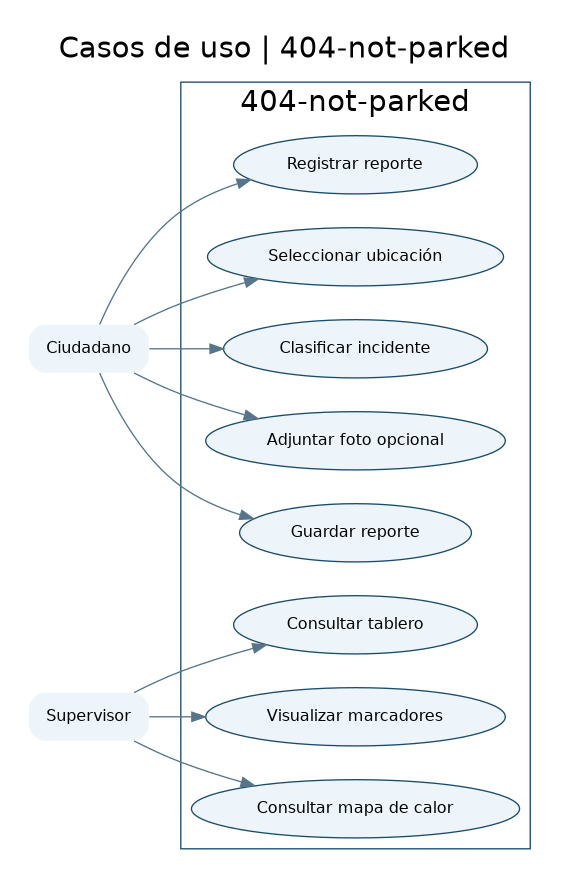 Casos de uso | 404-not-parked
404-not-parked
Registrar reporte
Seleccionar ubicación
Ciudadano
Clasificar incidente
Adjuntar foto opcional
Guardar reporte
Consultar tablero
Supervisor
Visualizar marcadores
Consultar mapa de calor